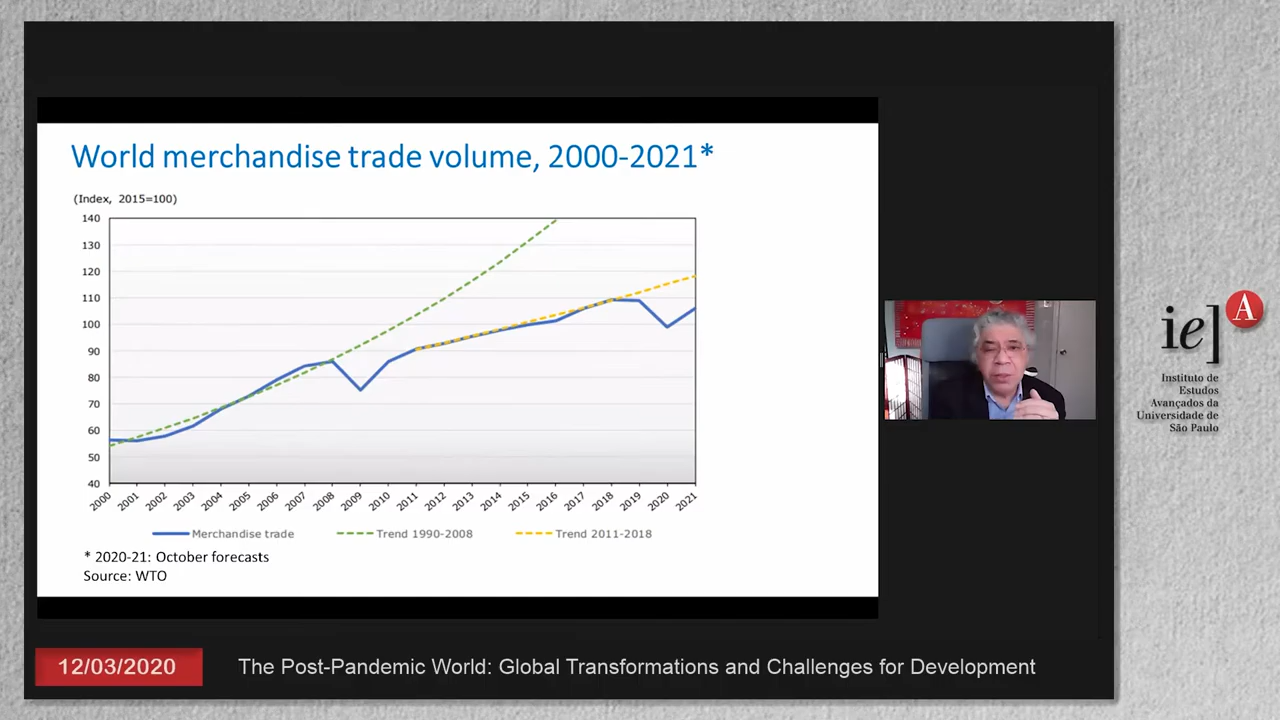 World merchandise trade volume, 2000-2021*
(Index, 2015=100)
140
130
120
110
100
90
80
70
60
50
40
2000
2001
2002
2003
2004
2005
2006
2007
2008
2009
2010
2011
2012
2013
2014
2015
2016
2017
2018
2019
2020
2021
Merchandise trade
Trend 1990-2008
Trend 2011-2018
* 2020-21: October forecasts
Source: WTO
ie] A
Instituto de
Estudos
Avançados da
Universidade de
São Paulo
12/03/2020
The Post-Pandemic World: Global Transformations and Challenges for Development